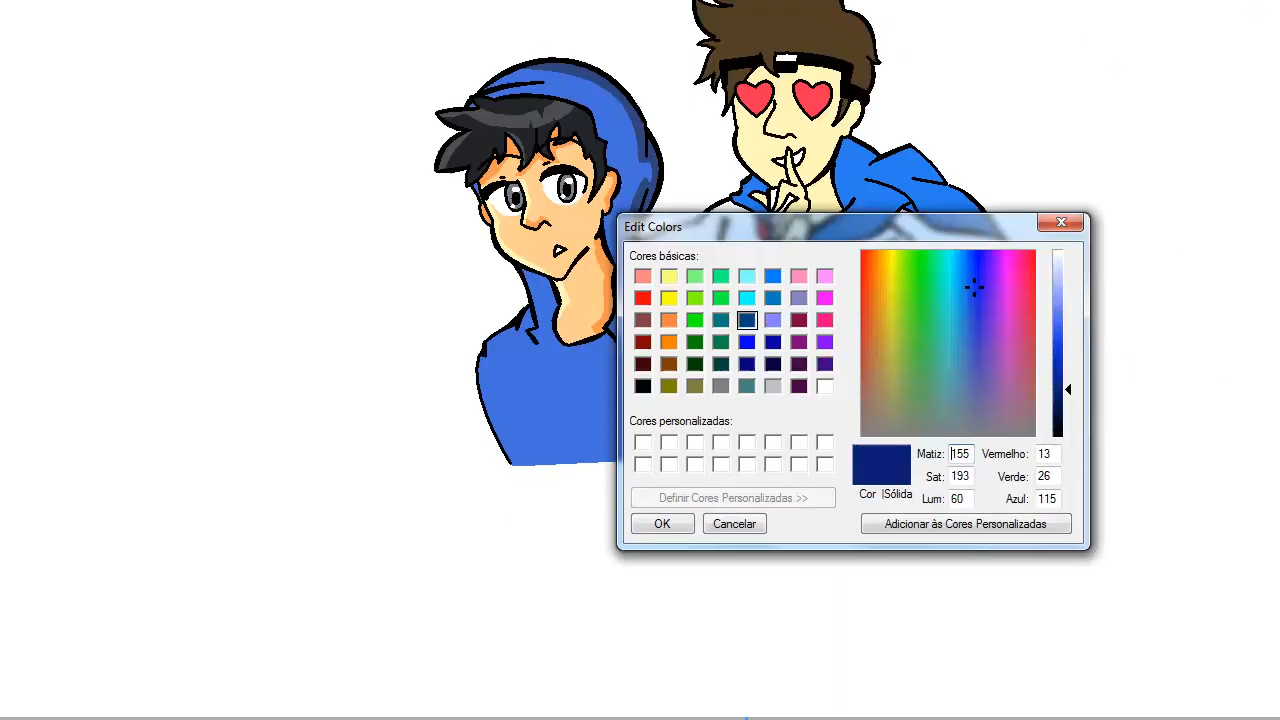 Edit Colors
Cores básicas:
Cores personalizadas:
Definir Cores Personalizadas >>
OK
Cancelar
Cor |Sólida
Matiz: 155
Sat: 193
Lum: 60
Vermelho: 13
Verde: 26
Azul: 115
Adicionar às Cores Personalizadas